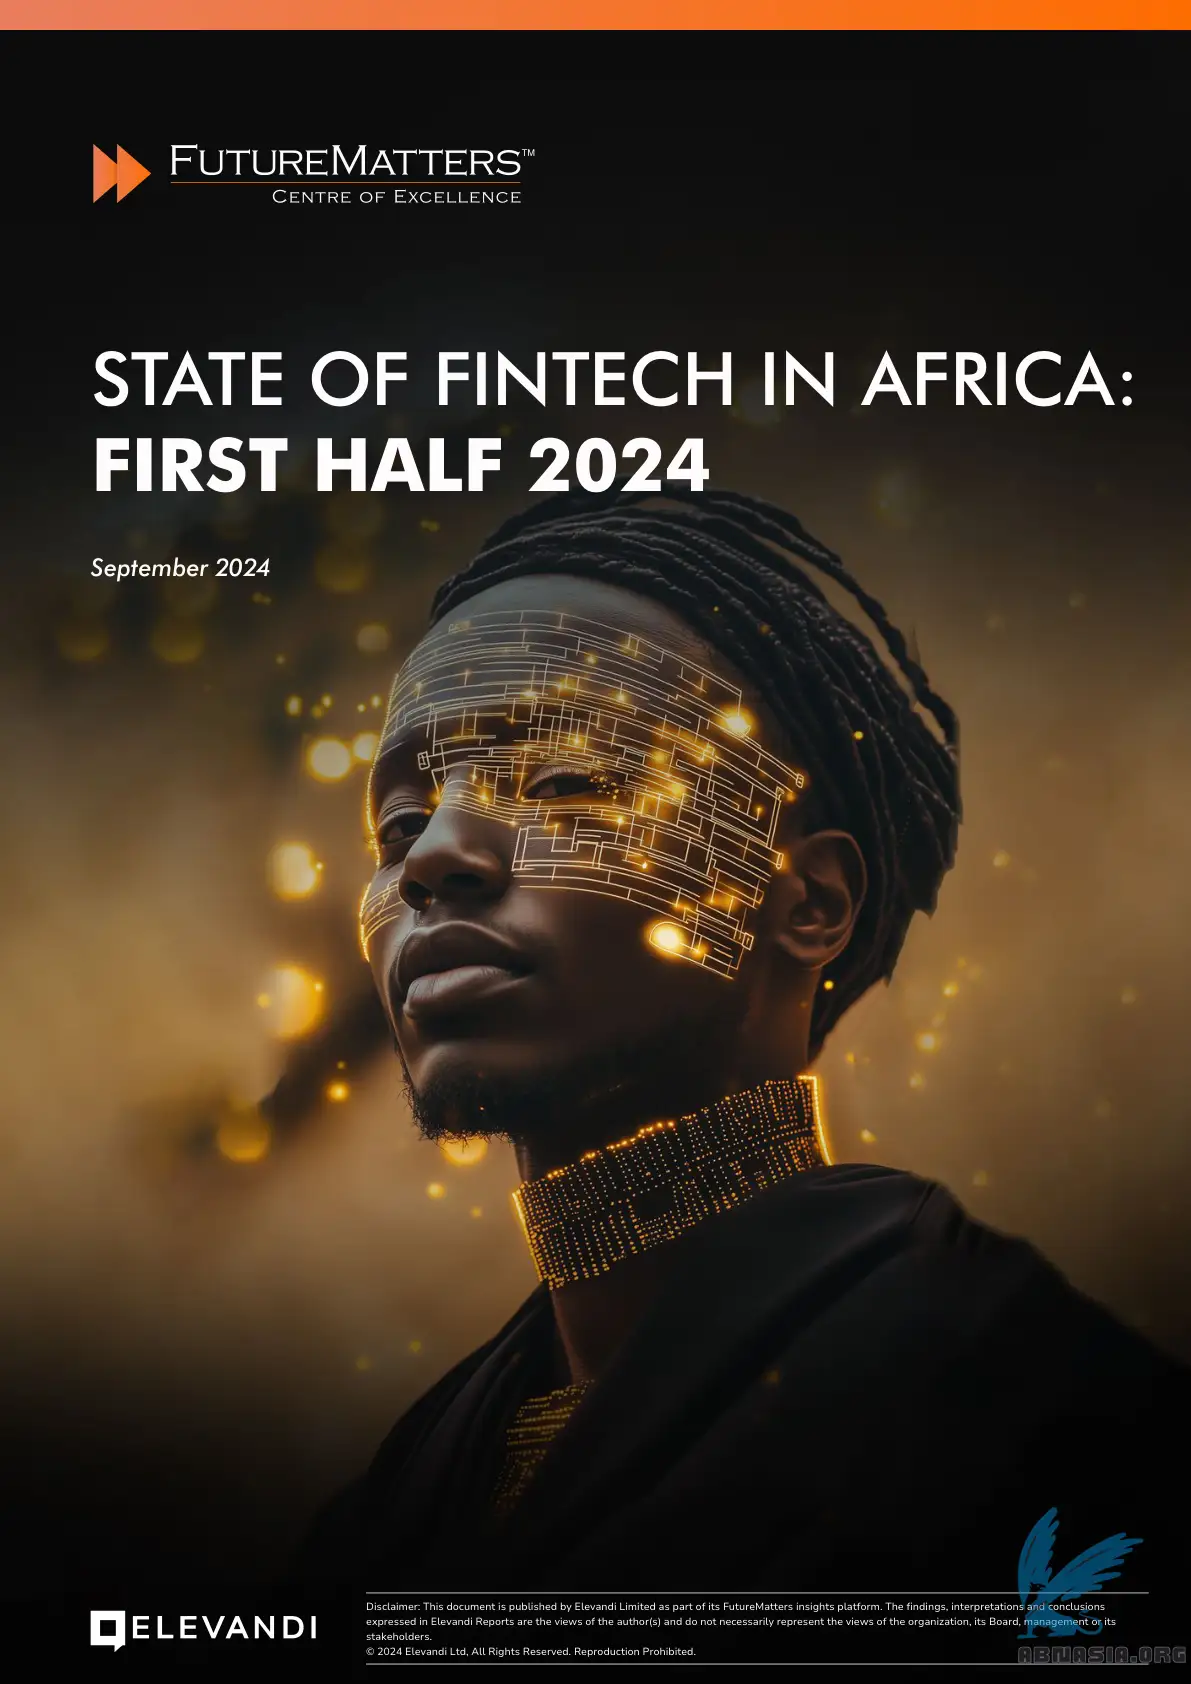 FUTUREMATTERS™
CENTRE OF EXCELLENCE
STATE OF FINTECH IN AFRICA:
FIRST HALF 2024
September 2024
ELEVANDI
Disclaimer: This document is published by Elevandi Limited as part of its FutureMatters insights platform. The findings, interpretations and conclusions
expressed in Elevandi Reports are the views of the author(s) and do not necessarily represent the views of the organization, its Board, management or its
stakeholders.
© 2024 Elevandi Ltd, All Rights Reserved. Reproduction Prohibited.
ABNASIA.ORG